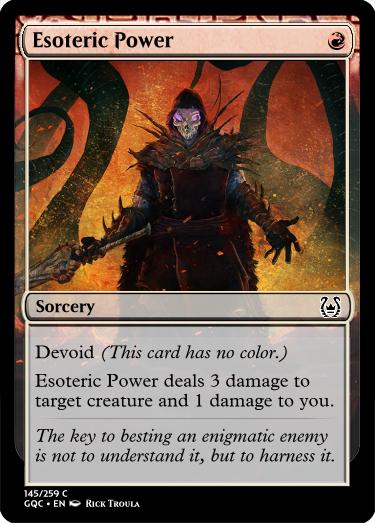 Esoteric Power
Sorcery
Devoid (This card has no color.)
Esoteric Power deals 3 damage to
target creature and 1 damage to you.
The key to besting an enigmatic enemy
is not to understand it, but to harness it.
145/259 C
GQC • EN Rick Troula